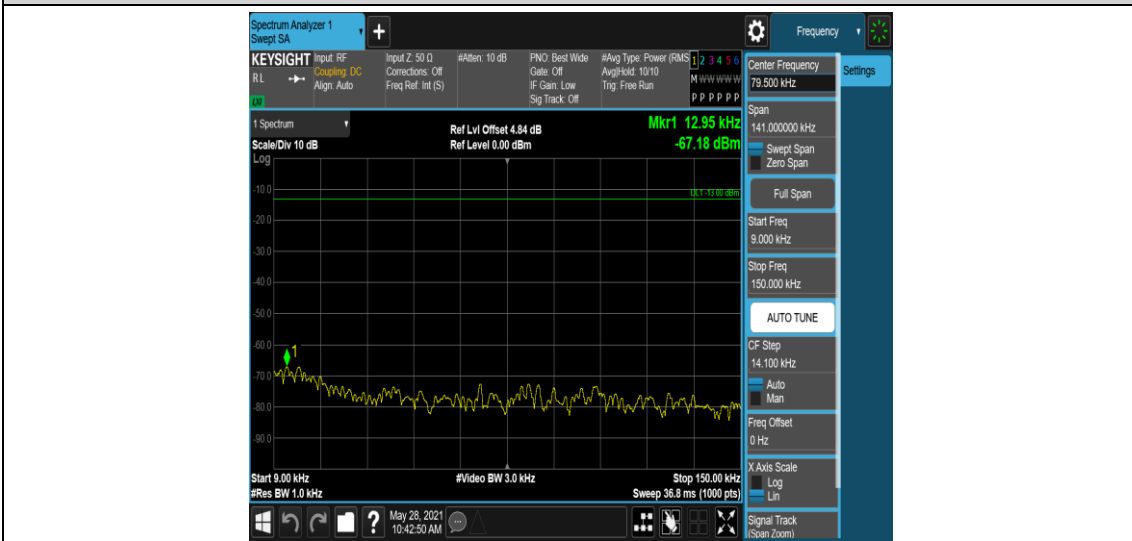 Spectrum Analyzer 1
Swept SA
Frequency
KEYSIGHT Input: RF Input Z: 50 Ω #Atten: 10 dB PNO: Best Wide #Avg Type: Power (RMS 1 2 3 4 5 6
RL Coupling: DC Corrections: Off Gate: Off Avg|Hold: 10/10 M W W W W W
Align: Auto Freq Ref: Int (S) IF Gain: Low Trig: Free Run
Sig Track: Off P P P P P P
LXI
Center Frequency
79.500 kHz
Settings
Span
141.000000 kHz
Swept Span
Zero Span
Full Span
Start Freq
9.000 kHz
Stop Freq
150.000 kHz
AUTO TUNE
CF Step
14.100 kHz
Auto
Man
Freq Offset
0 Hz
X Axis Scale
Log
Lin
Signal Track
(Span Zoom)
1 Spectrum
Ref Lvl Offset 4.84 dB Mkr1 12.95 kHz
Scale/Div 10 dB Ref Level 0.00 dBm -67.18 dBm
Log
DL1 -13.00 dBm
-10.0
-20.0
-30.0
-40.0
-50.0
-60.0
1
-70.0
-80.0
-90.0
Start 9.00 kHz #Video BW 3.0 kHz Stop 150.00 kHz
#Res BW 1.0 kHz Sweep 36.8 ms (1000 pts)
? May 28, 2021
10:42:50 AM